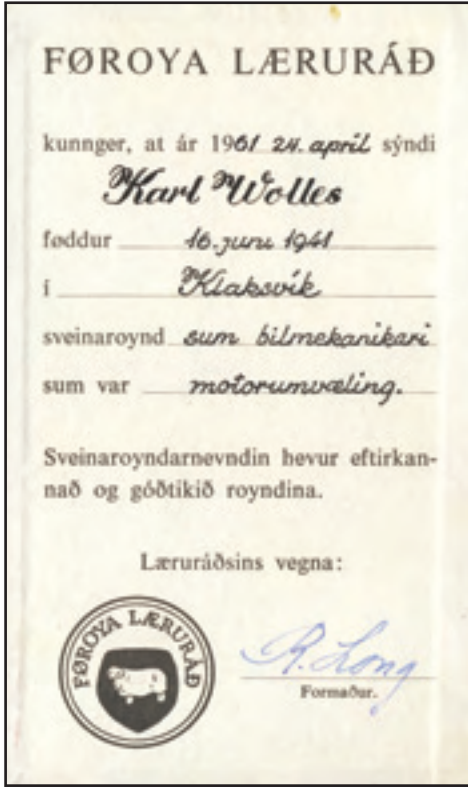 FØROYA LÆRURÁÐ
kunnger, at ár 1961 24. apríl sýndi
Karl Wolles
føddur 16. juni 1941
í Klaksvík
sveinaroynd sum bilmekanikari
sum var motorumvæling.
Sveinaroyndarnevndin hevur eftirkan-
nað og góðtikið royndina.
Læruráðsins vegna:
FØROYA LÆRURÁÐ
R. Long
Formaður.